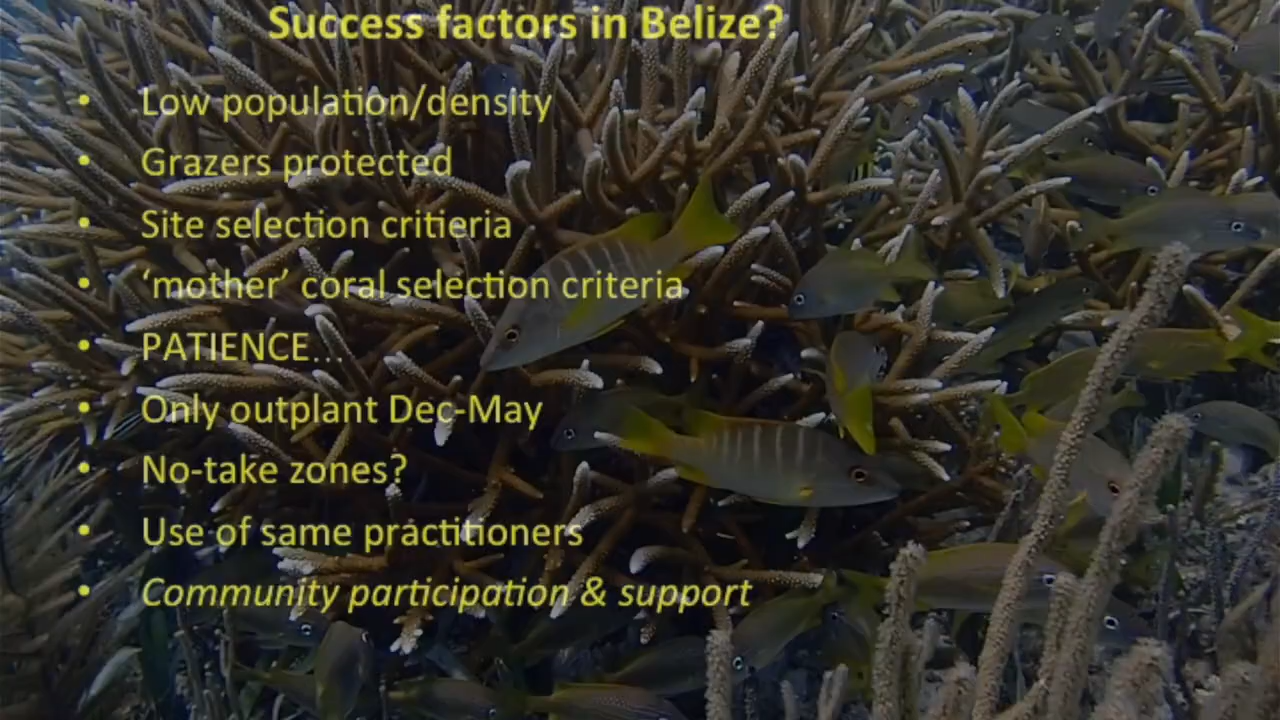 Success factors in Belize?
• Low population/density
• Grazers protected
• Site selection critieria
• ‘mother’ coral selection criteria
• PATIENCE...
• Only outplant Dec-May
• No-take zones?
• Use of same practitioners
• Community participation & support